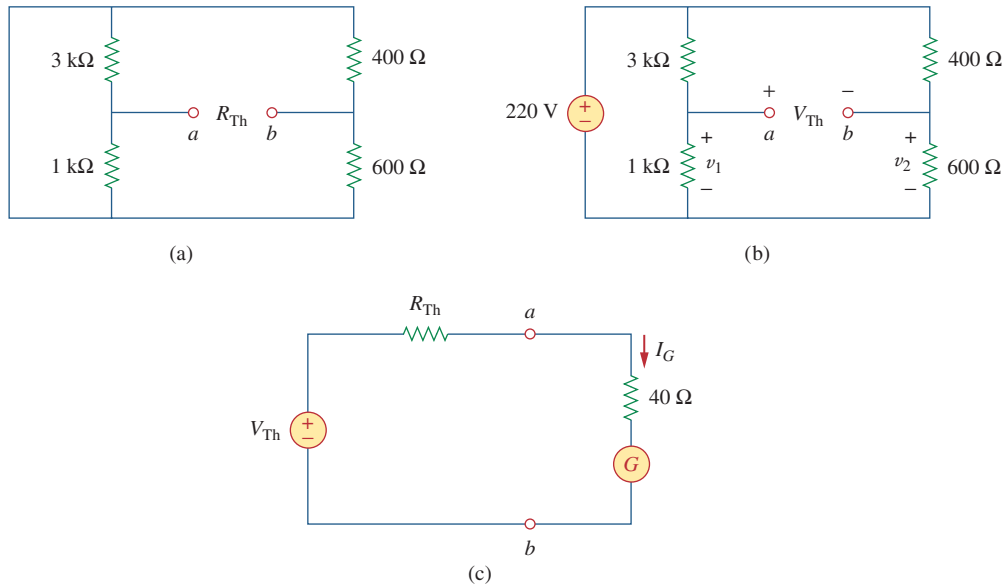 3 kΩ
400 Ω
R_Th
a
b
1 kΩ
600 Ω
(a)
220 V
+
−
3 kΩ
400 Ω
+
−
a
V_Th
b
1 kΩ
+
v_1
−
+
v_2
−
600 Ω
(b)
R_Th
a
I_G
40 Ω
V_Th
+
−
G
b
(c)